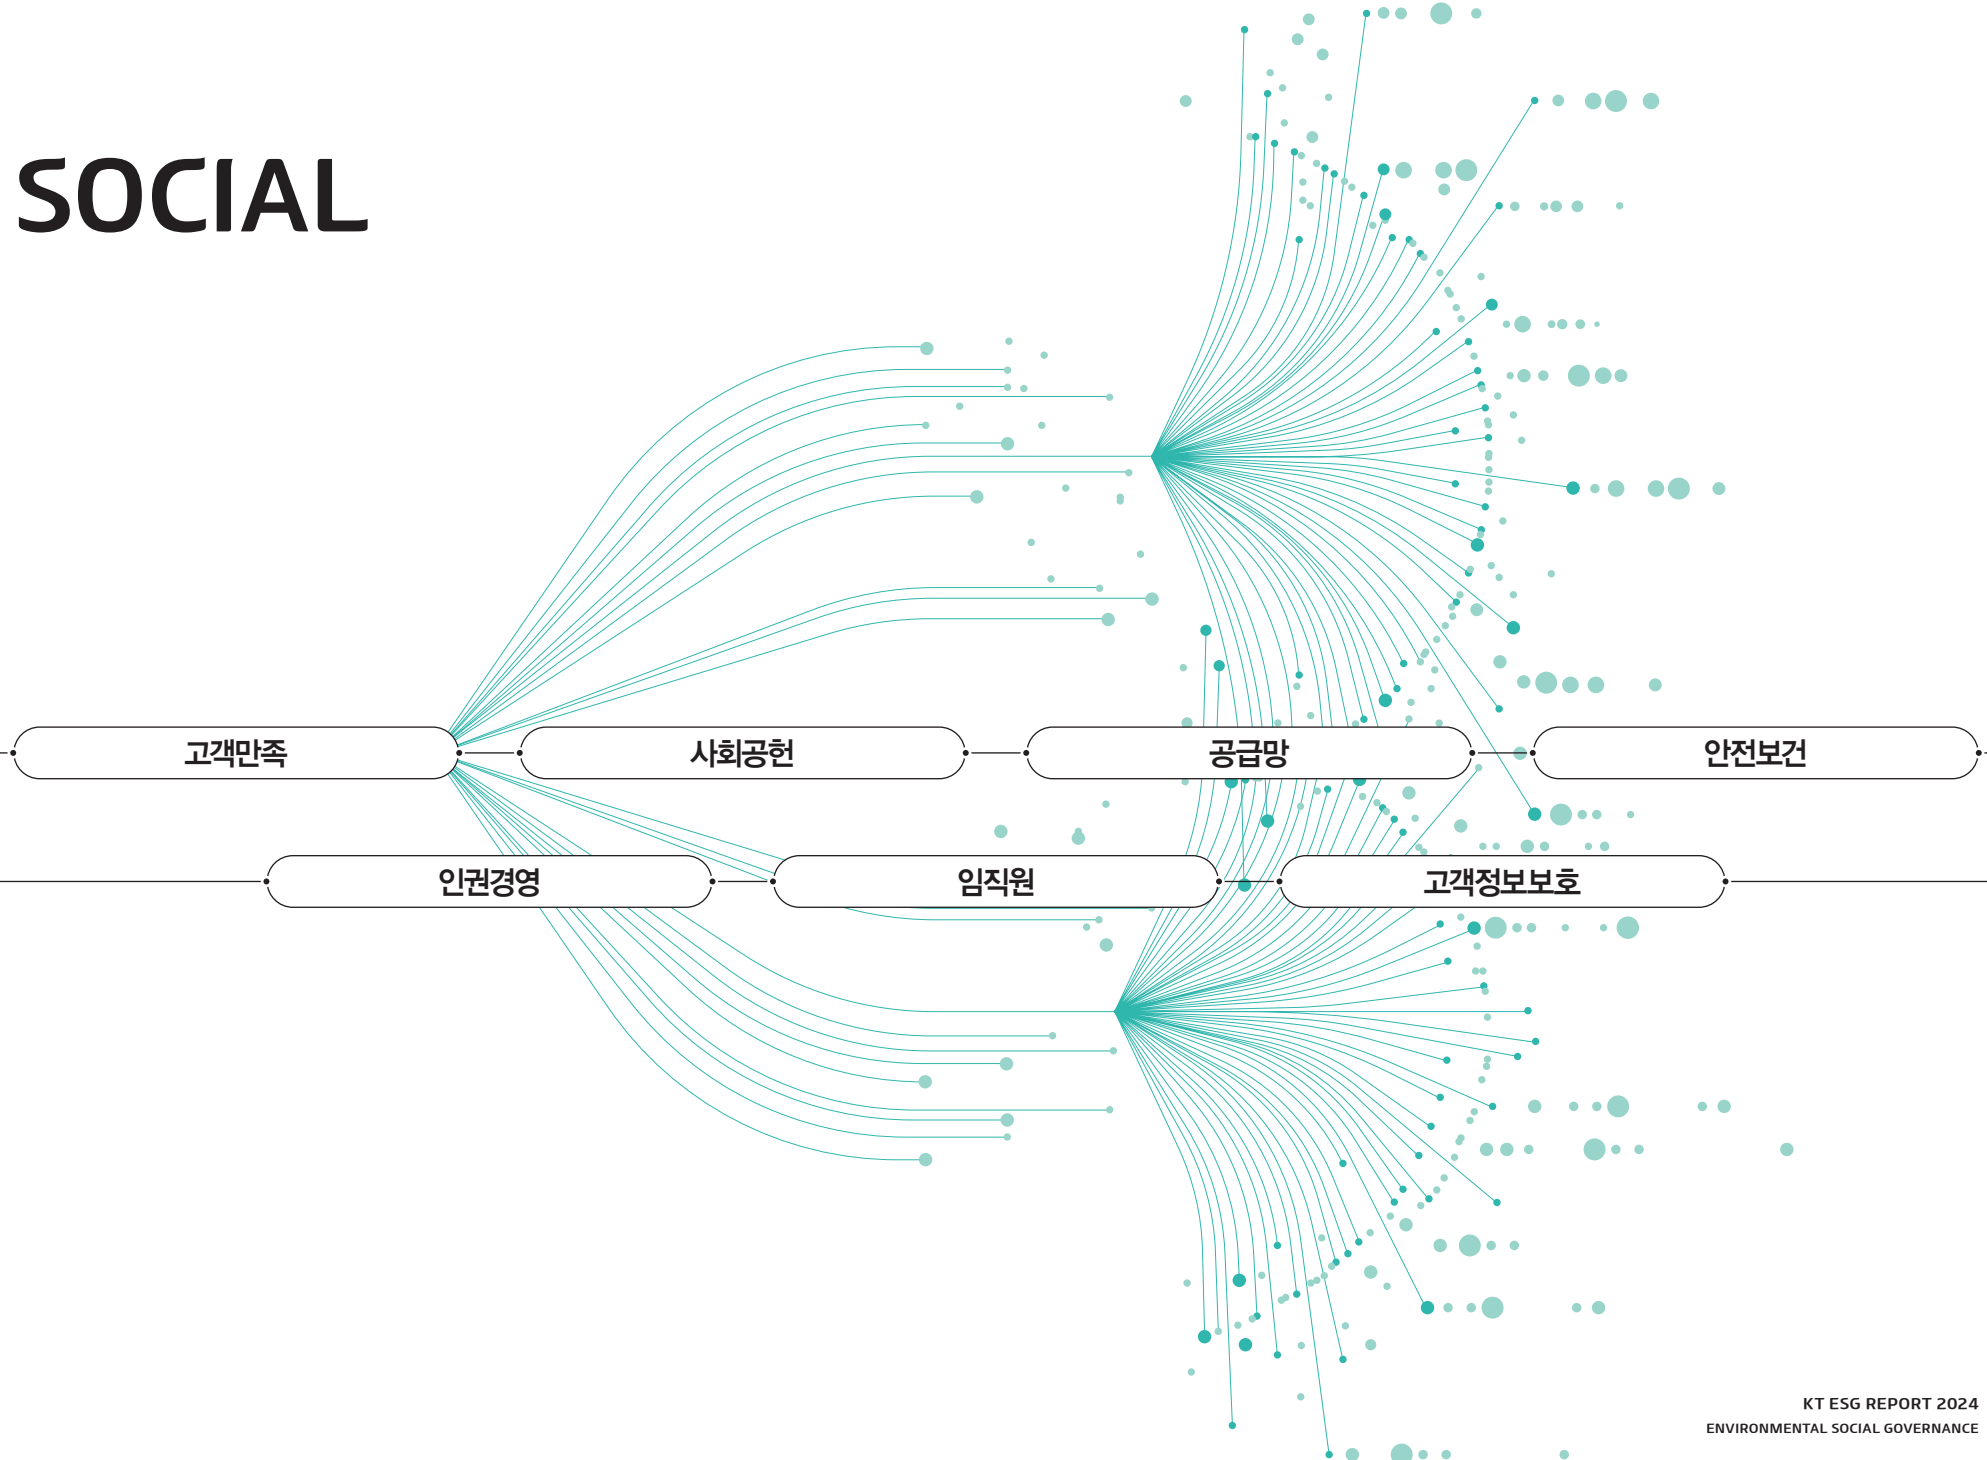 SOCIAL
고객만족
사회공헌
공급망
안전보건
인권경영
임직원
고객정보보호
KT ESG REPORT 2024
ENVIRONMENTAL SOCIAL GOVERNANCE